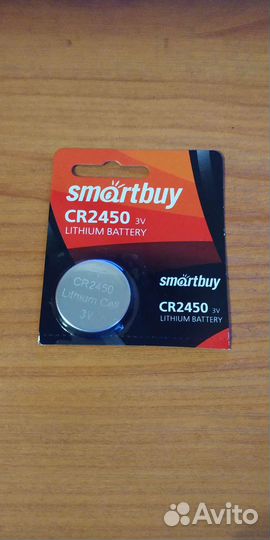 smartbuy
CR2450 3V
LITHIUM BATTERY
CR2450
Lithium Cell
3V
smartbuy
CR2450 3V
LITHIUM BATTERY
Avito